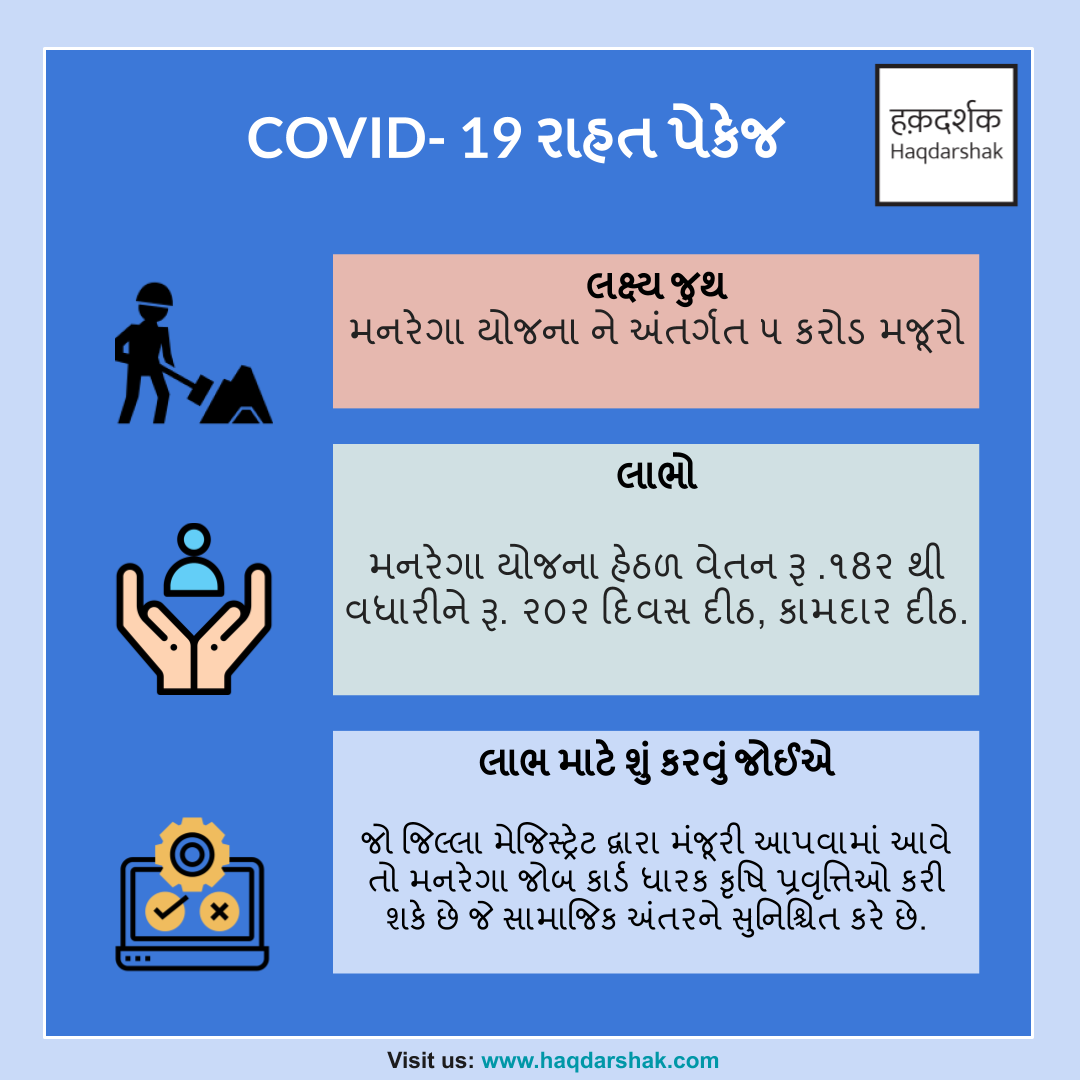 COVID- 19 રાહત પેકેજ
हक़दर्शक
Haqdarshak
લક્ષ્ય જુથ
મનરેગા યોજના ને અંતર્ગત ૫ કરોડ મજૂરો
લાભો
મનરેગા યોજના હેઠળ વેતન રૂ .૧8૨ થી
વધારીને રૂ. ૨૦૨ દિવસ દીઠ, કામદાર દીઠ.
લાભ માટે શું કરવું જોઈએ
જો જિલ્લા મેજિસ્ટ્રેટ દ્વારા મંજૂરી આપવામાં આવે
તો મનરેગા જોબ કાર્ડ ધારક કૃષિ પ્રવૃત્તિઓ કરી
શકે છે જે સામાજિક અંતરને સુનિશ્ચિત કરે છે.
Visit us: www.haqdarshak.com